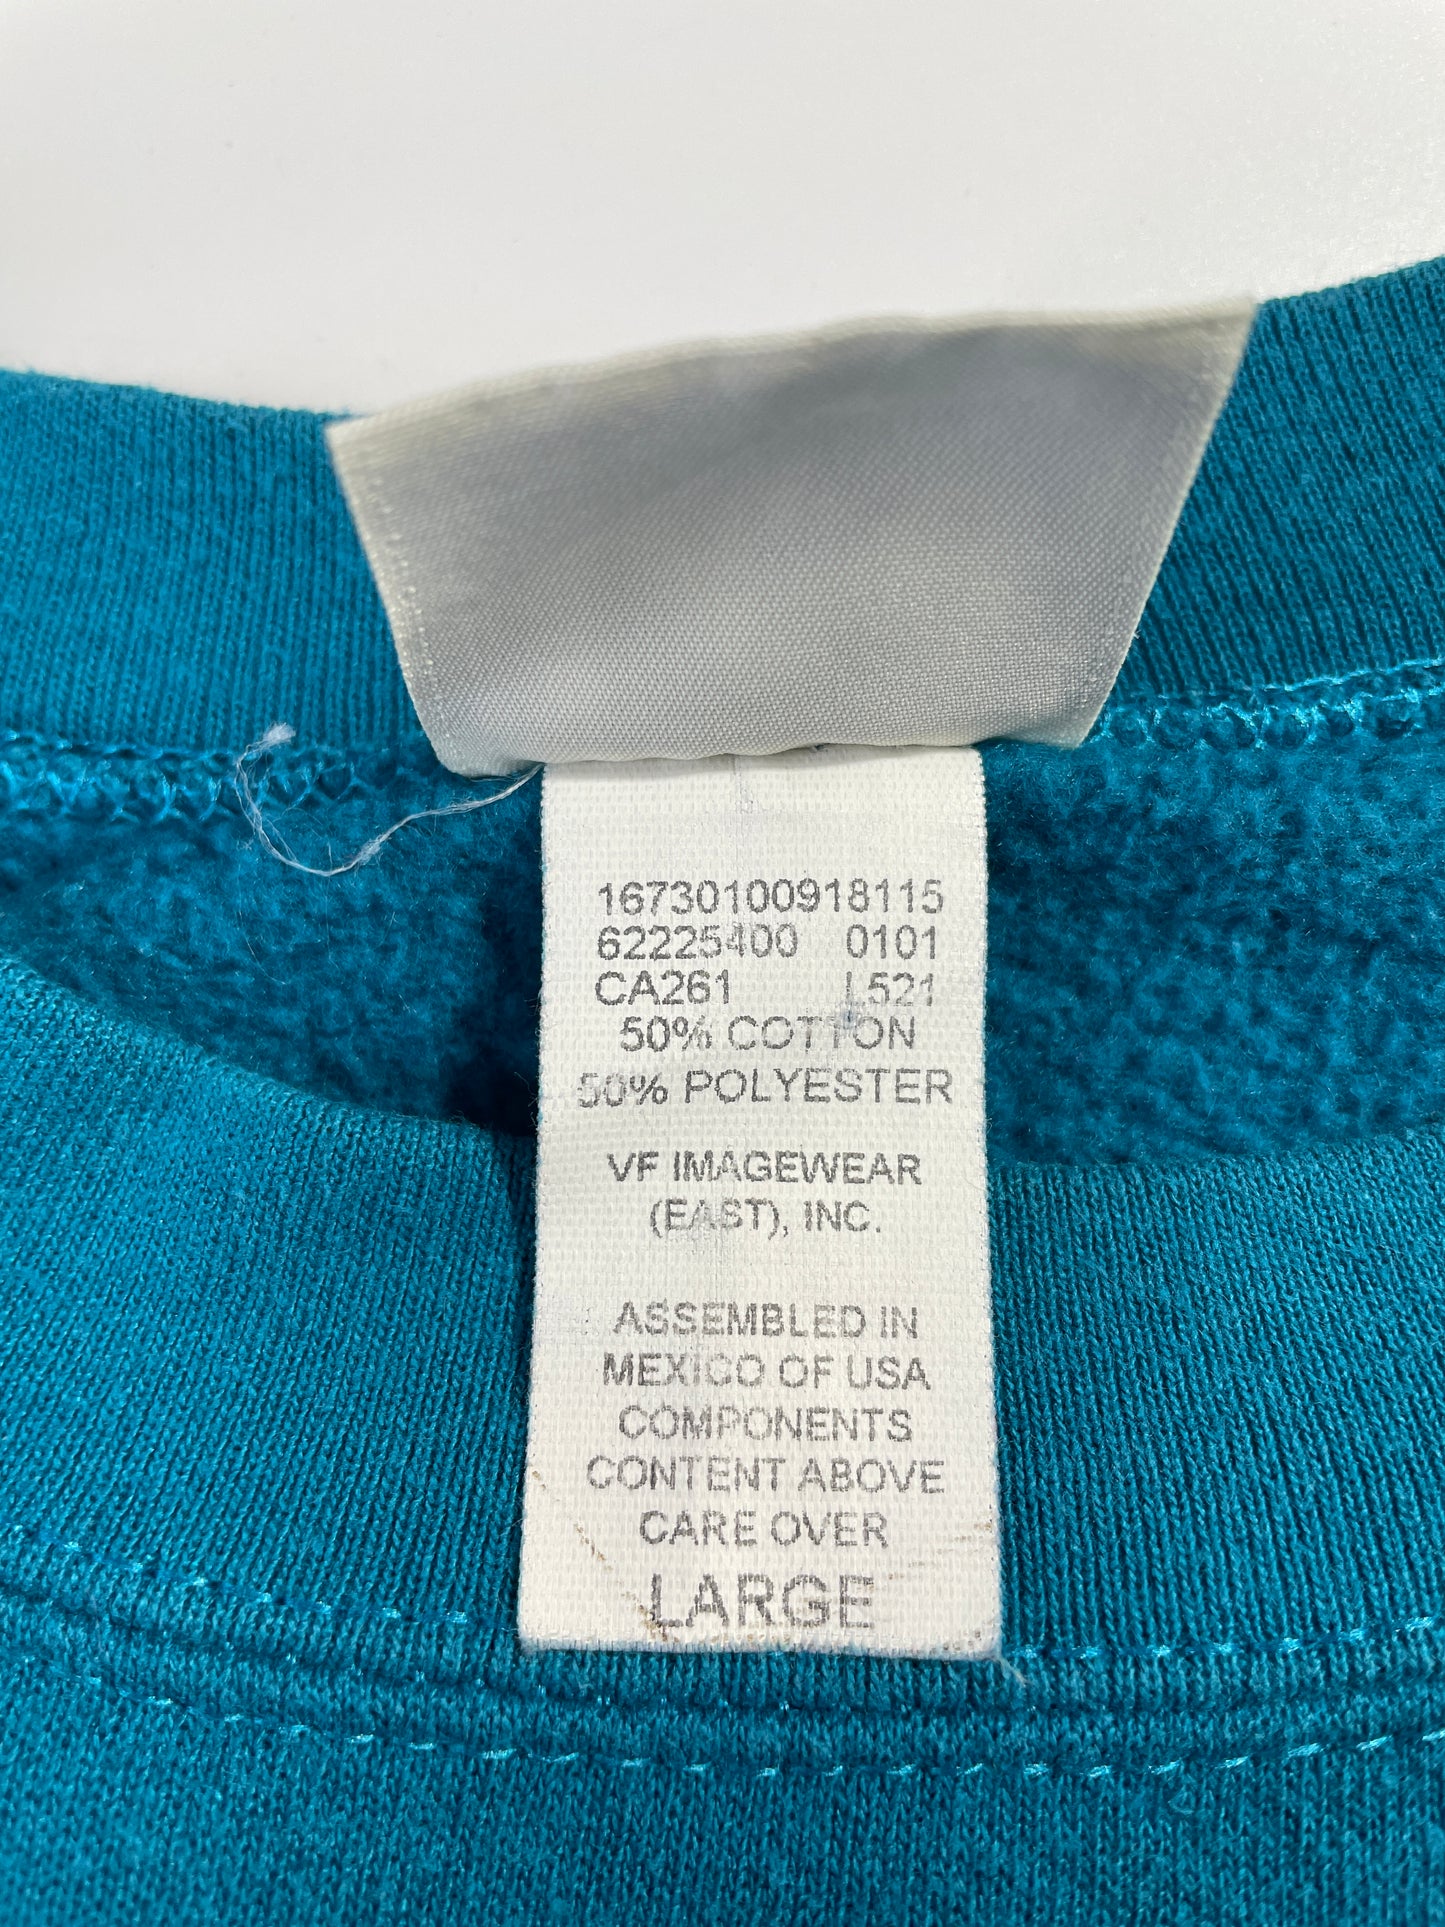 16730100918115
62225400 0101
CA261 L521
50% COTTON
50% POLYESTER
VF IMAGEWEAR
(EAST), INC.
ASSEMBLED IN
MEXICO OF USA
COMPONENTS
CONTENT ABOVE
CARE OVER
LARGE